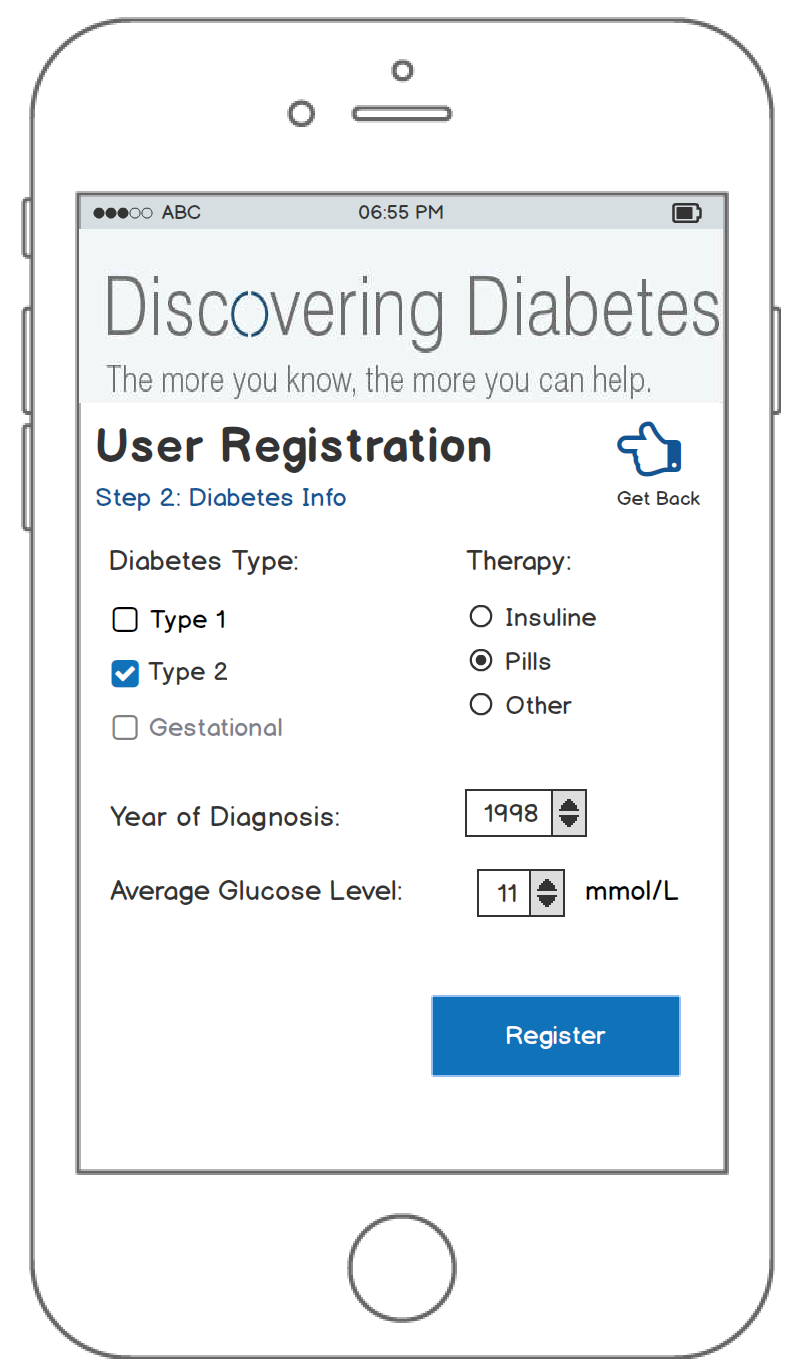 ABC 06:55 PM
Discovering Diabetes
The more you know, the more you can help.
User Registration
Step 2: Diabetes Info
Get Back
Diabetes Type:
Type 1
Type 2
Gestational
Therapy:
Insuline
Pills
Other
Year of Diagnosis: 1998
Average Glucose Level: 11 mmol/L
Register